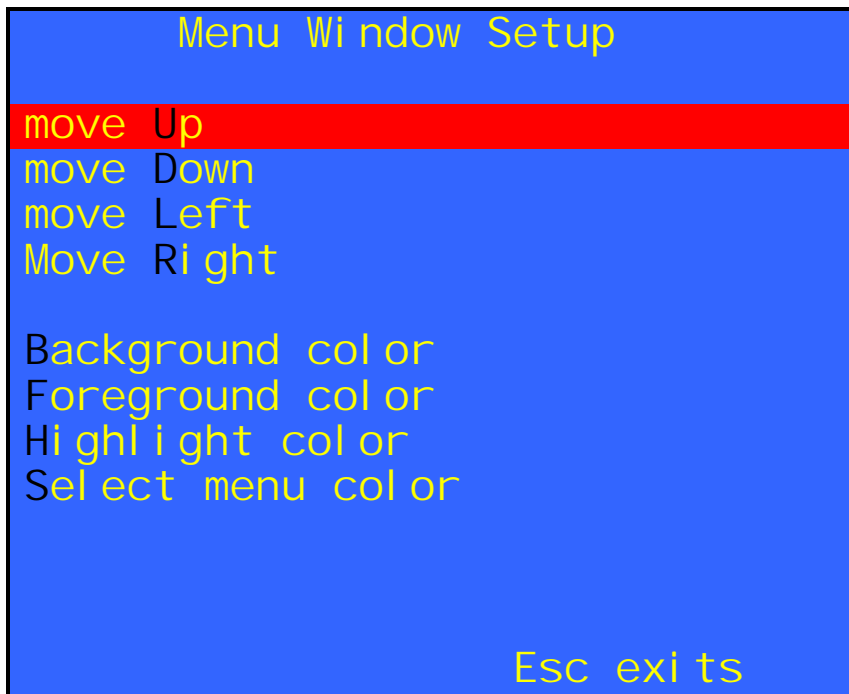 Menu Window Setup
move Up
move Down
move Left
Move Right
Background color
Foreground color
Highlight color
Select menu color
Esc exits